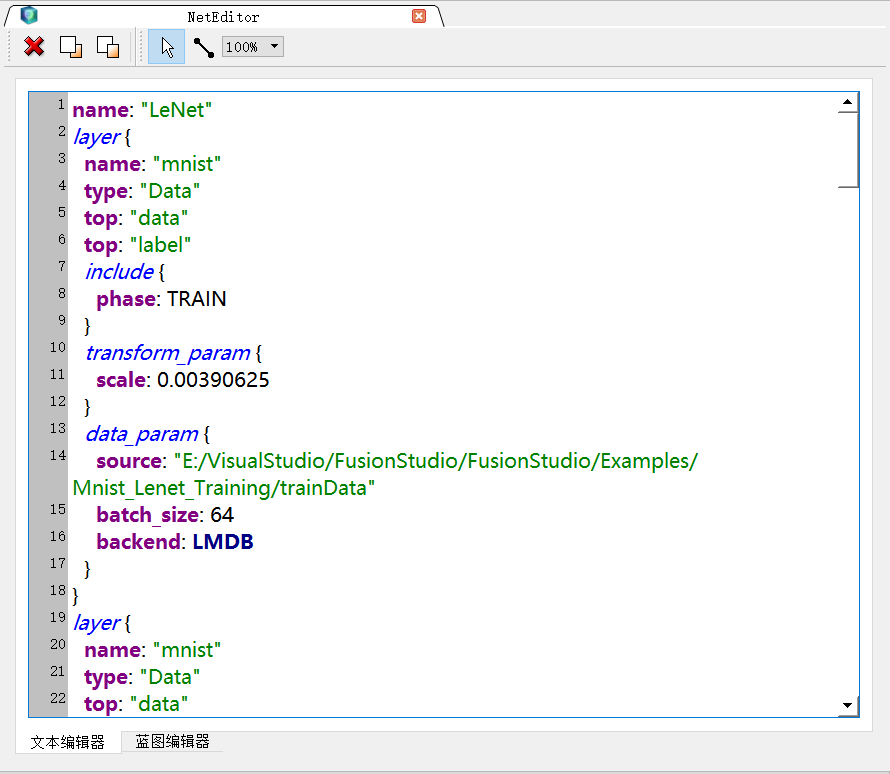 NetEditor
100%
1 name: "LeNet"
2 layer {
3 name: "mnist"
4 type: "Data"
5 top: "data"
6 top: "label"
7 include {
8 phase: TRAIN
9 }
10 transform_param {
11 scale: 0.00390625
12 }
13 data_param {
14 source: "E:/VisualStudio/FusionStudio/FusionStudio/Examples/
Mnist_Lenet_Training/trainData"
15 batch_size: 64
16 backend: LMDB
17 }
18 }
19 layer {
20 name: "mnist"
21 type: "Data"
22 top: "data"
文本编辑器 蓝图编辑器